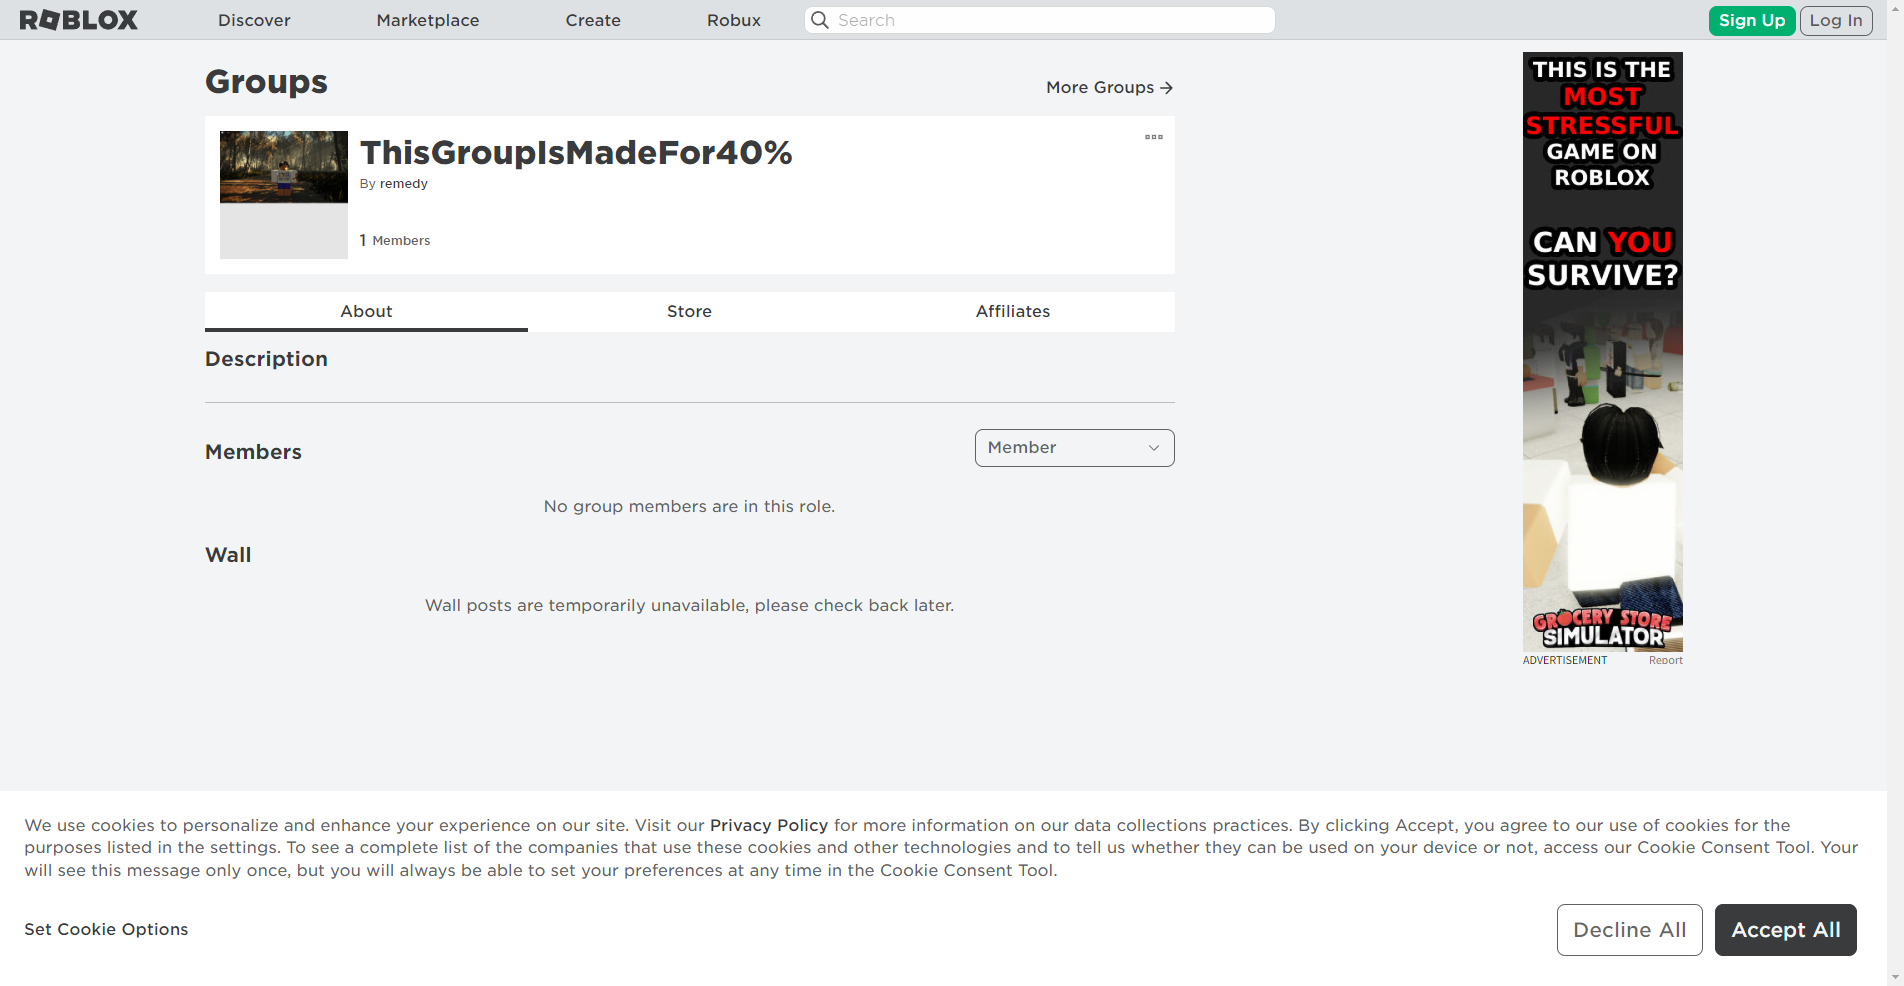 ROBLOX
Discover
Marketplace
Create
Robux
Search
Sign Up
Log In
Groups
More Groups →
ThisGroupIsMadeFor40%
By remedy
1 Members
About
Store
Affiliates
Description
Members
Member
No group members are in this role.
Wall
Wall posts are temporarily unavailable, please check back later.
THIS IS THE
MOST
STRESSFUL
GAME ON
ROBLOX
CAN YOU
SURVIVE?
GROCERY STORE
SIMULATOR
ADVERTISEMENT
Report
We use cookies to personalize and enhance your experience on our site. Visit our Privacy Policy for more information on our data collections practices. By clicking Accept, you agree to our use of cookies for the
purposes listed in the settings. To see a complete list of the companies that use these cookies and other technologies and to tell us whether they can be used on your device or not, access our Cookie Consent Tool. Your
will see this message only once, but you will always be able to set your preferences at any time in the Cookie Consent Tool.
Set Cookie Options
Decline All
Accept All